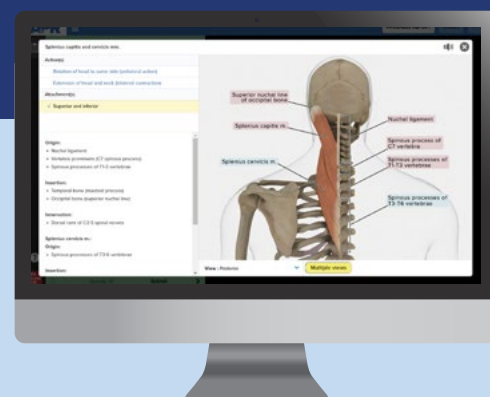 Splenius capitis and cervicis mm.
Action(s)
Rotation of head to same side (unilateral action)
Extension of head and neck (bilateral contraction)
Attachment(s)
< Superior and inferior
Origin:
• Nuchal ligament
• Vertebra prominens (C7 spinous process)
• Spinous processes of T1-3 vertebrae
Insertion:
• Temporal bone (mastoid process)
• Occipital bone (superior nuchal line)
Innervation:
• Dorsal rami of C2-6 spinal nerves
Splenius cervicis m.:
Origin:
• Spinous processes of T3-6 vertebrae
Insertion:
Superior nuchal line
of occipital bone
Splenius capitis m.
Splenius cervicis m.
Nuchal ligament
Spinous process of
C7 vertebra
Spinous processes of
T1-T3 vertebrae
Spinous processes of
T3-T6 vertebrae
View : Posterior
Multiple views